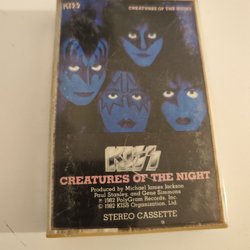 KISS CREATURES OF THE NIGHT
KISS
CREATURES OF THE NIGHT
Produced by Michael James Jackson
Paul Stanley, and Gene Simmons
℗ 1982 PolyGram Records, Inc.
© 1982 KISS Organization, Ltd.
STEREO CASSETTE